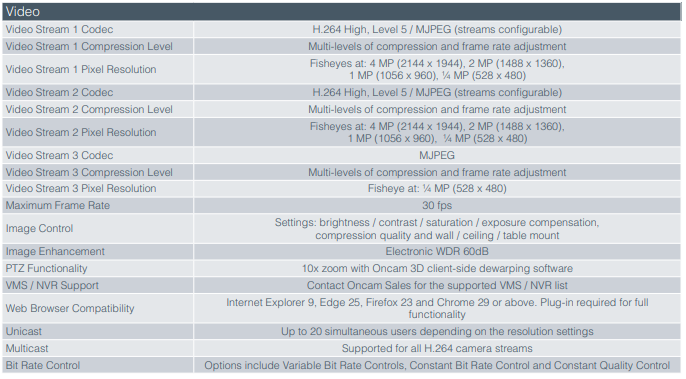 Video
Video Stream 1 Codec H.264 High, Level 5 / MJPEG (streams configurable)
Video Stream 1 Compression Level Multi-levels of compression and frame rate adjustment
Video Stream 1 Pixel Resolution Fisheyes at: 4 MP (2144 x 1944), 2 MP (1488 x 1360),
1 MP (1056 x 960), ¼ MP (528 x 480)
Video Stream 2 Codec H.264 High, Level 5 / MJPEG (streams configurable)
Video Stream 2 Compression Level Multi-levels of compression and frame rate adjustment
Video Stream 2 Pixel Resolution Fisheyes at: 4 MP (2144 x 1944), 2 MP (1488 x 1360),
1 MP (1056 x 960), ¼ MP (528 x 480)
Video Stream 3 Codec MJPEG
Video Stream 3 Compression Level Multi-levels of compression and frame rate adjustment
Video Stream 3 Pixel Resolution Fisheye at: ¼ MP (528 x 480)
Maximum Frame Rate 30 fps
Image Control Settings: brightness / contrast / saturation / exposure compensation,
compression quality and wall / ceiling / table mount
Image Enhancement Electronic WDR 60dB
PTZ Functionality 10x zoom with Oncam 3D client-side dewarping software
VMS / NVR Support Contact Oncam Sales for the supported VMS / NVR list
Web Browser Compatibility Internet Explorer 9, Edge 25, Firefox 23 and Chrome 29 or above. Plug-in required for full
functionality
Unicast Up to 20 simultaneous users depending on the resolution settings
Multicast Supported for all H.264 camera streams
Bit Rate Control Options include Variable Bit Rate Controls, Constant Bit Rate Control and Constant Quality Control